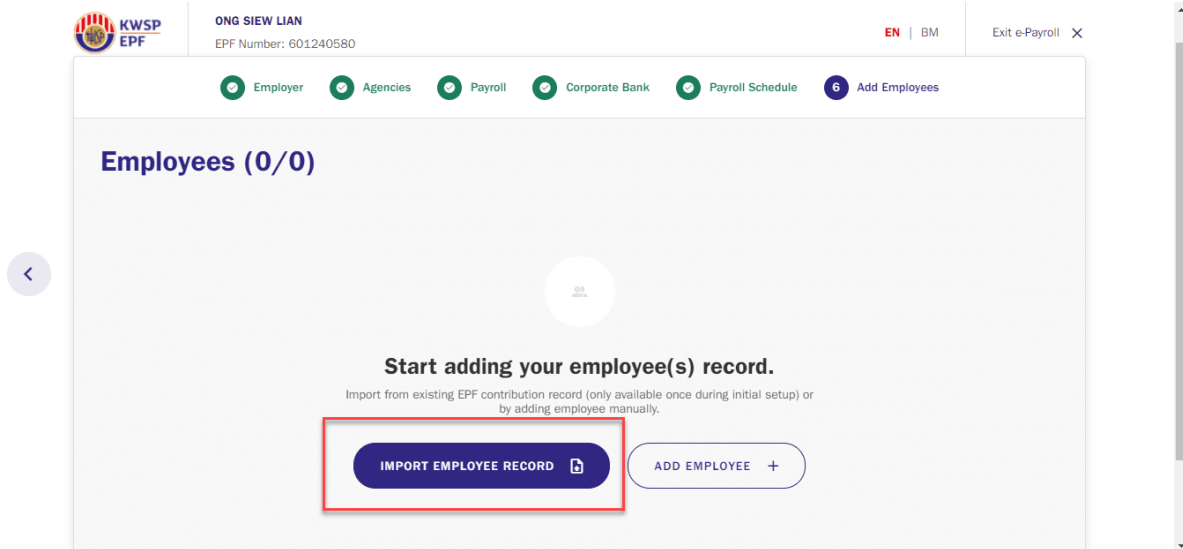 KWSP
EPF
ONG SIEW LIAN
EPF Number: 601240580
EN | BM
Exit e-Payroll
Employer
Agencies
Payroll
Corporate Bank
Payroll Schedule
6 Add Employees
Employees (0/0)
Start adding your employee(s) record.
Import from existing EPF contribution record (only available once during initial setup) or
by adding employee manually.
IMPORT EMPLOYEE RECORD
ADD EMPLOYEE +